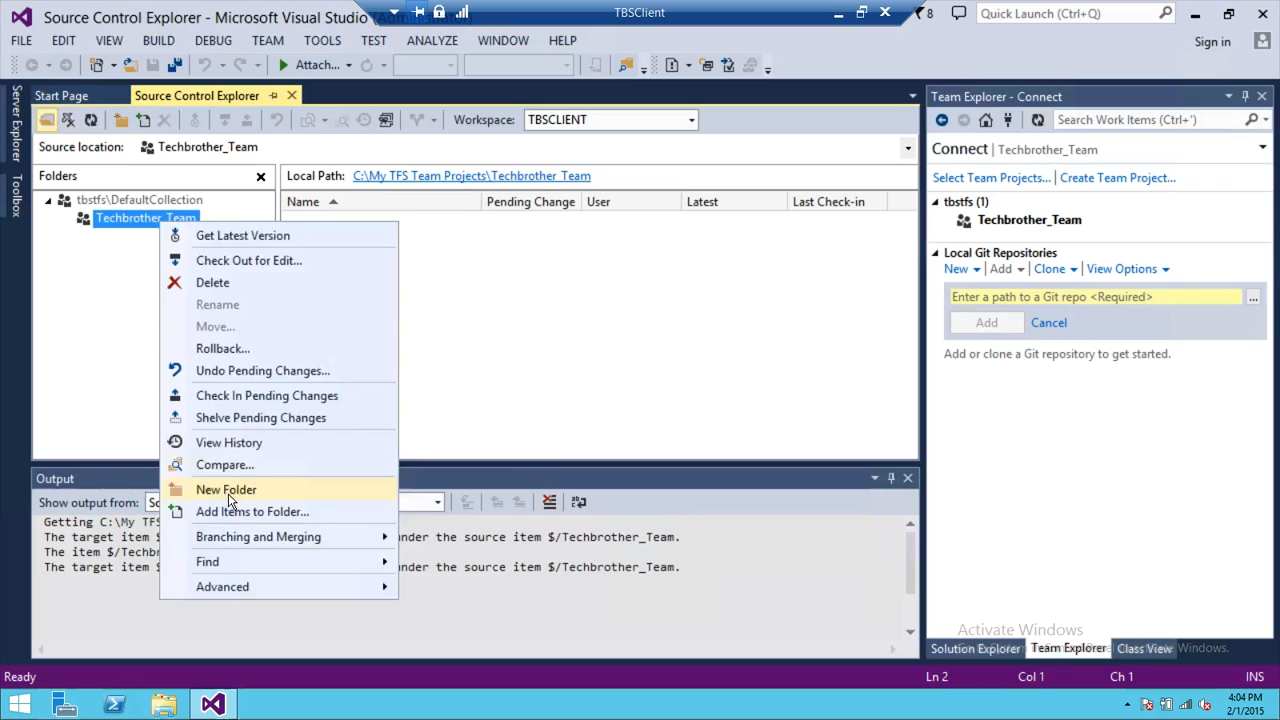 Source Control Explorer - Microsoft Visual Studio (Administrator)
TBSClient
8
Quick Launch (Ctrl+Q)
FILE EDIT VIEW BUILD DEBUG TEAM TOOLS TEST ANALYZE WINDOW HELP
Sign in
Attach...
Start Page
Source Control Explorer
Server Explorer
Toolbox
Workspace: TBSCLIENT
Source location: Techbrother_Team
Folders
Local Path: C:\My TFS Team Projects\Techbrother_Team
tbstfs\DefaultCollection
Techbrother_Team
Name Pending Change User Latest Last Check-in
Get Latest Version
Check Out for Edit...
Delete
Rename
Move...
Rollback...
Undo Pending Changes...
Check In Pending Changes
Shelve Pending Changes
View History
Compare...
New Folder
Add Items to Folder...
Branching and Merging
Find
Advanced
Output
Show output from: So
Getting C:\My TFS
The target item $/ under the source item $/Techbrother_Team.
The item $/Techb
The target item $/ under the source item $/Techbrother_Team.
Team Explorer - Connect
Search Work Items (Ctrl+')
Connect | Techbrother_Team
Select Team Projects... Create Team Project...
tbstfs (1)
Techbrother_Team
Local Git Repositories
New Add Clone View Options
Enter a path to a Git repo <Required> ...
Add Cancel
Add or clone a Git repository to get started.
Activate Windows
Windows.
Solution Explorer Team Explorer Class View
Ready
Ln 2 Col 1 Ch 1 INS
4:04 PM
2/1/2015